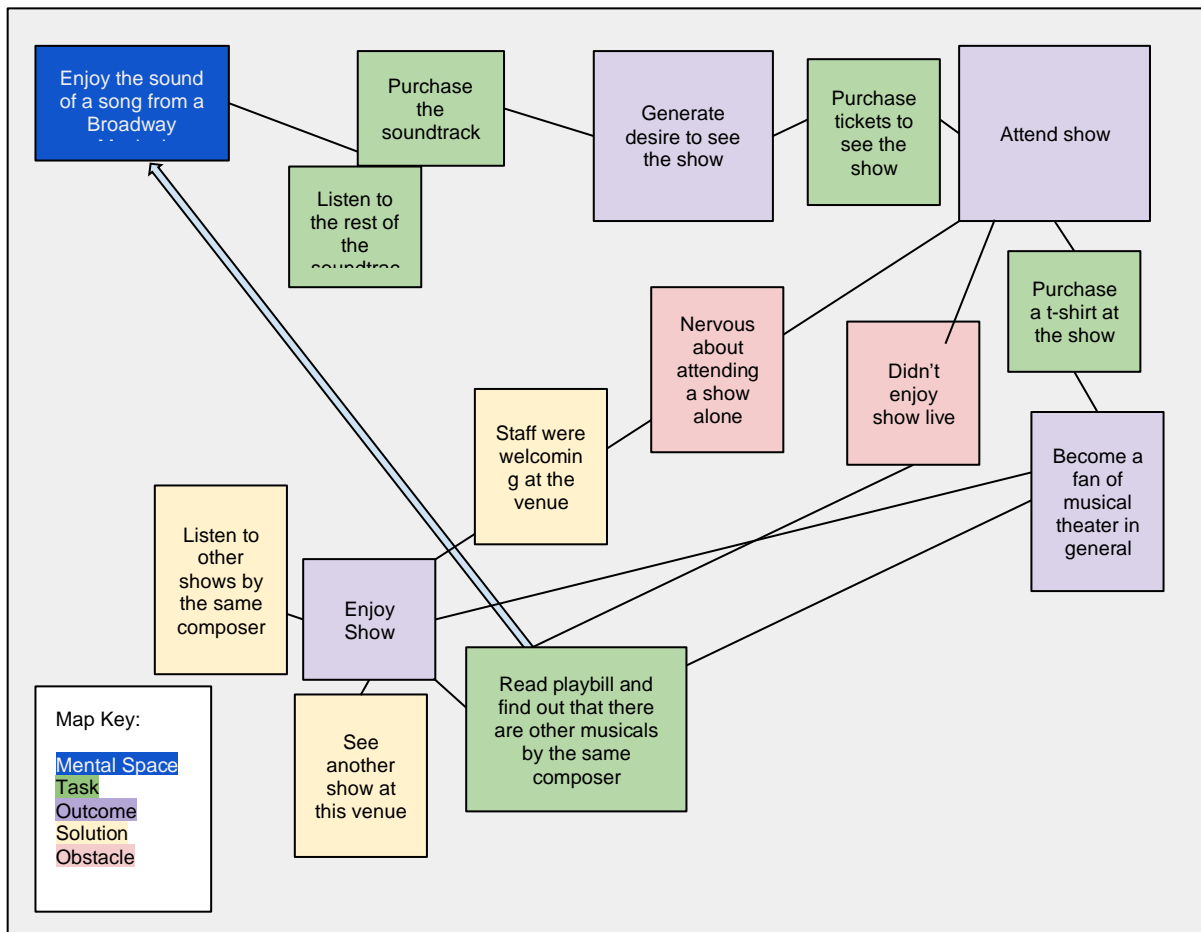 Enjoy the sound
of a song from a
Broadway
Purchase
the
soundtrack
Listen to
the rest of
the
Generate
desire to see
the show
Purchase
tickets to
see the
show
Attend show
Nervous
about
attending
a show
alone
Didn’t
enjoy
show live
Purchase
a t-shirt at
the show
Staff were
welcomin
g at the
venue
Become a
fan of
musical
theater in
general
Listen to
other
shows by
the same
composer
Enjoy
Show
Read playbill and
find out that there
are other musicals
by the same
composer
See
another
show at
this venue
Map Key:
Mental Space
Task
Outcome
Solution
Obstacle